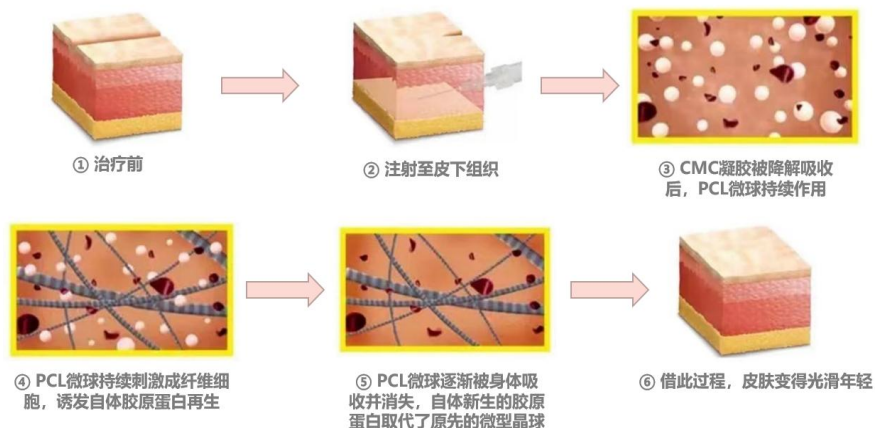 ① 治疗前
② 注射至皮下组织
③ CMC凝胶被降解吸收
后，PCL微球持续作用
④ PCL微球持续刺激成纤维细
胞，诱发自体胶原蛋白再生
⑤ PCL微球逐渐被身体吸
收并消失，自体新生的胶原
蛋白取代了原先的微型晶球
⑥ 借此过程，皮肤变得光滑年轻